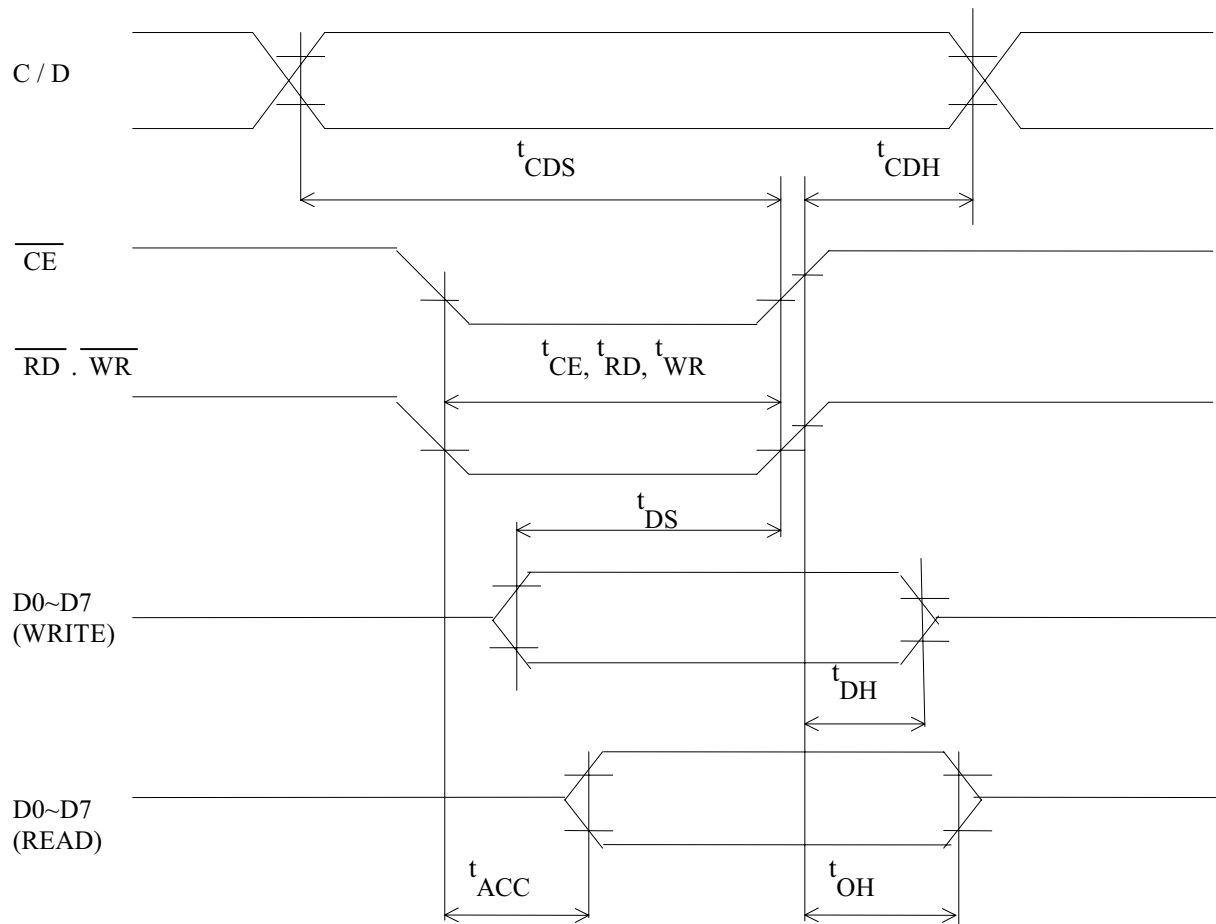 C / D
tCDS
tCDH
CE
tCE, tRD, tWR
RD . WR
tDS
D0~D7
(WRITE)
tDH
D0~D7
(READ)
tACC
tOH